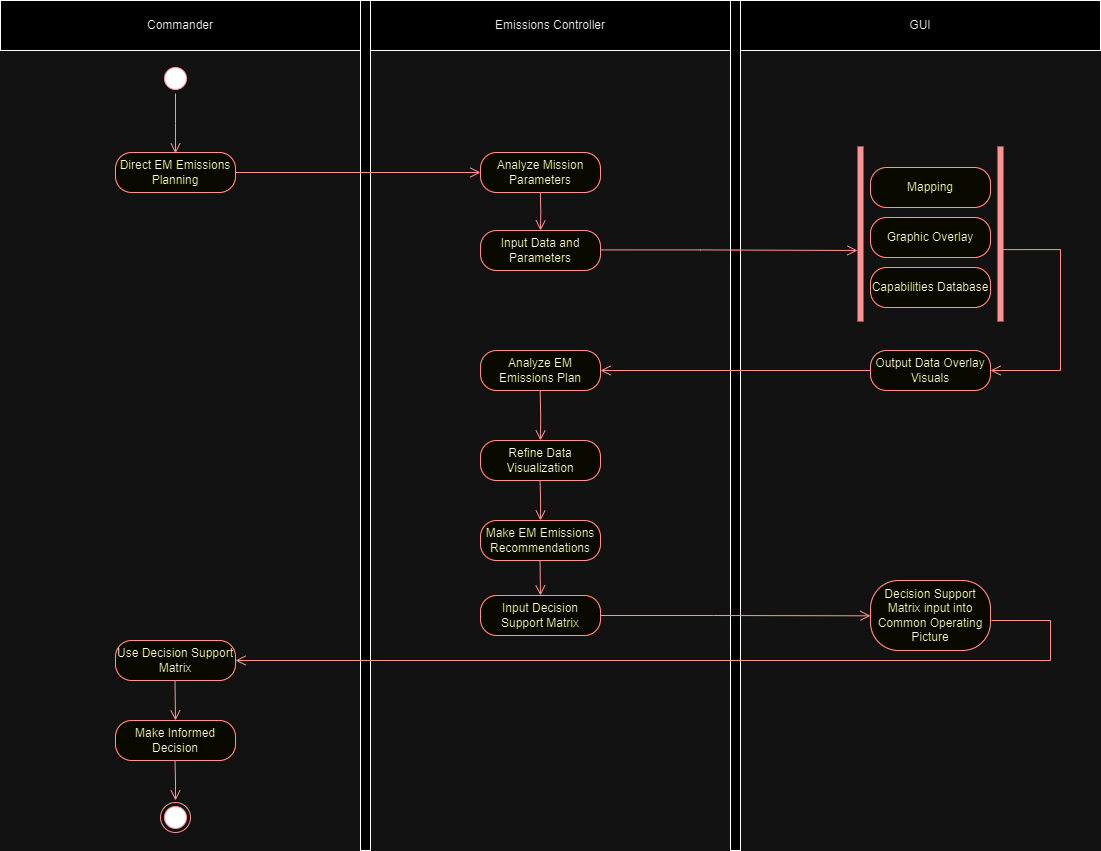 Commander
Emissions Controller
GUI
Direct EM Emissions
Planning
Analyze Mission
Parameters
Mapping
Input Data and
Parameters
Graphic Overlay
Capabilities Database
Analyze EM
Emissions Plan
Output Data Overlay
Visuals
Refine Data
Visualization
Make EM Emissions
Recommendations
Input Decision
Support Matrix
Decision Support
Matrix input into
Common Operating
Picture
Use Decision Support
Matrix
Make Informed
Decision